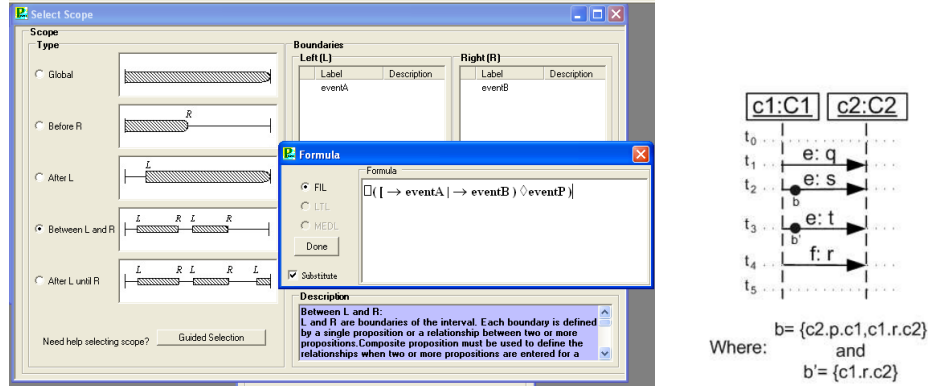 Select Scope
Scope
Type
Global
Before R
R
After L
L
Between L and R
L R L R
After L until R
L R L R L
Need help selecting scope?
Guided Selection
Boundaries
Left (L)
Label Description
eventA
Right (R)
Label Description
eventB
Formula
FIL
LTL
MEDL
Done
Substitute
Formula
□( [ → eventA | → eventB ) ◊eventP )
Description
Between L and R:
L and R are boundaries of the interval. Each boundary is defined
by a single proposition or a relationship between two or more
propositions.Composite proposition must be used to define the
relationships when two or more propositions are entered for a
c1:C1 c2:C2
t0
t1 e: q
t2 e: s
b
t3 e: t
b'
t4 f: r
t5
b= {c2.p.c1,c1.r.c2}
Where: and
b'= {c1.r.c2}